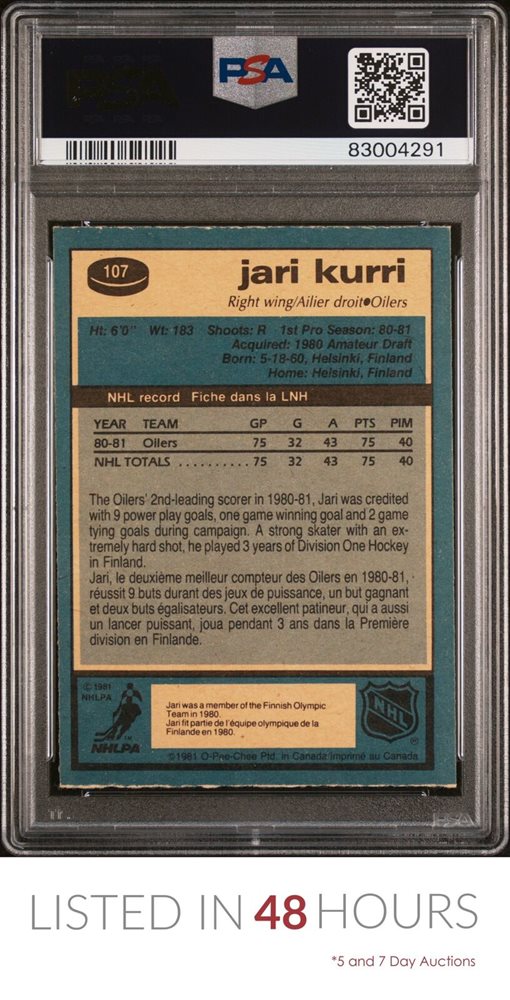 PSA
83004291
107
jari kurri
Right wing/Ailier droit●Oilers
Ht: 6'0" Wt: 183 Shoots: R 1st Pro Season: 80-81
Acquired: 1980 Amateur Draft
Born: 5-18-60, Helsinki, Finland
Home: Helsinki, Finland
NHL record Fiche dans la LNH
YEAR TEAM GP G A PTS PIM
80-81 Oilers 75 32 43 75 40
NHL TOTALS .......... 75 32 43 75 40
The Oilers' 2nd-leading scorer in 1980-81, Jari was credited
with 9 power play goals, one game winning goal and 2 game
tying goals during campaign. A strong skater with an ex-
tremely hard shot, he played 3 years of Division One Hockey
in Finland.
Jari, le deuxième meilleur compteur des Oilers en 1980-81,
réussit 9 buts durant des jeux de puissance, un but gagnant
et deux buts égalisateurs. Cet excellent patineur, qui a aussi
un lancer puissant, joua pendant 3 ans dans la Première
division en Finlande.
© 1981
NHLPA
NHLPA
Jari was a member of the Finnish Olympic
Team in 1980.
Jari fit partie de l'équipe olympique de la
Finlande en 1980.
NHL
©1981 O-Pee-Chee Ptd. in Canada Imprimé au Canada
PSA
LISTED IN 48 HOURS
*5 and 7 Day Auctions